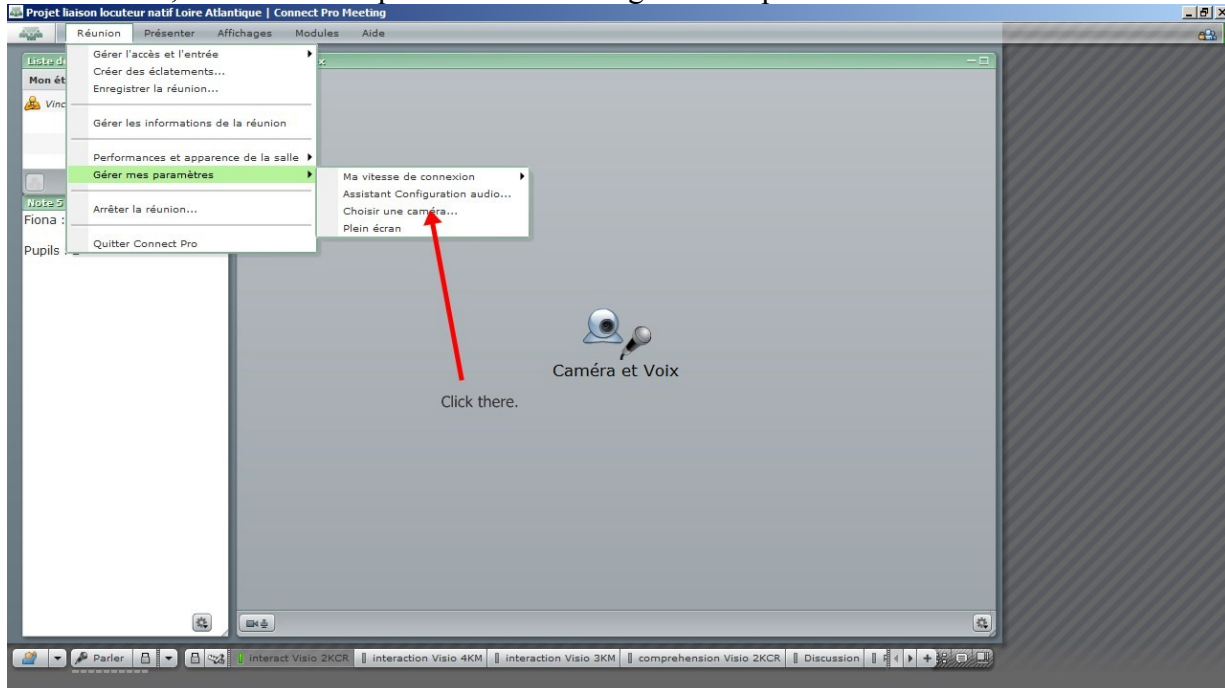 Projet liaison locuteur natif Loire Atlantique | Connect Pro Meeting
Réunion Présenter Affichages Modules Aide
Gérer l'accès et l'entrée
Créer des éclatements...
Enregistrer la réunion...
Gérer les informations de la réunion
Performances et apparence de la salle
Gérer mes paramètres
Arrêter la réunion...
Quitter Connect Pro
Ma vitesse de connexion
Assistant Configuration audio...
Choisir une caméra...
Plein écran
Liste de
Mon ét
Vinc
Note 5
Fiona :
Pupils :
Caméra et Voix
Click there.
Parler interact Visio 2KCR interaction Visio 4KM interaction Visio 3KM comprehension Visio 2KCR Discussion